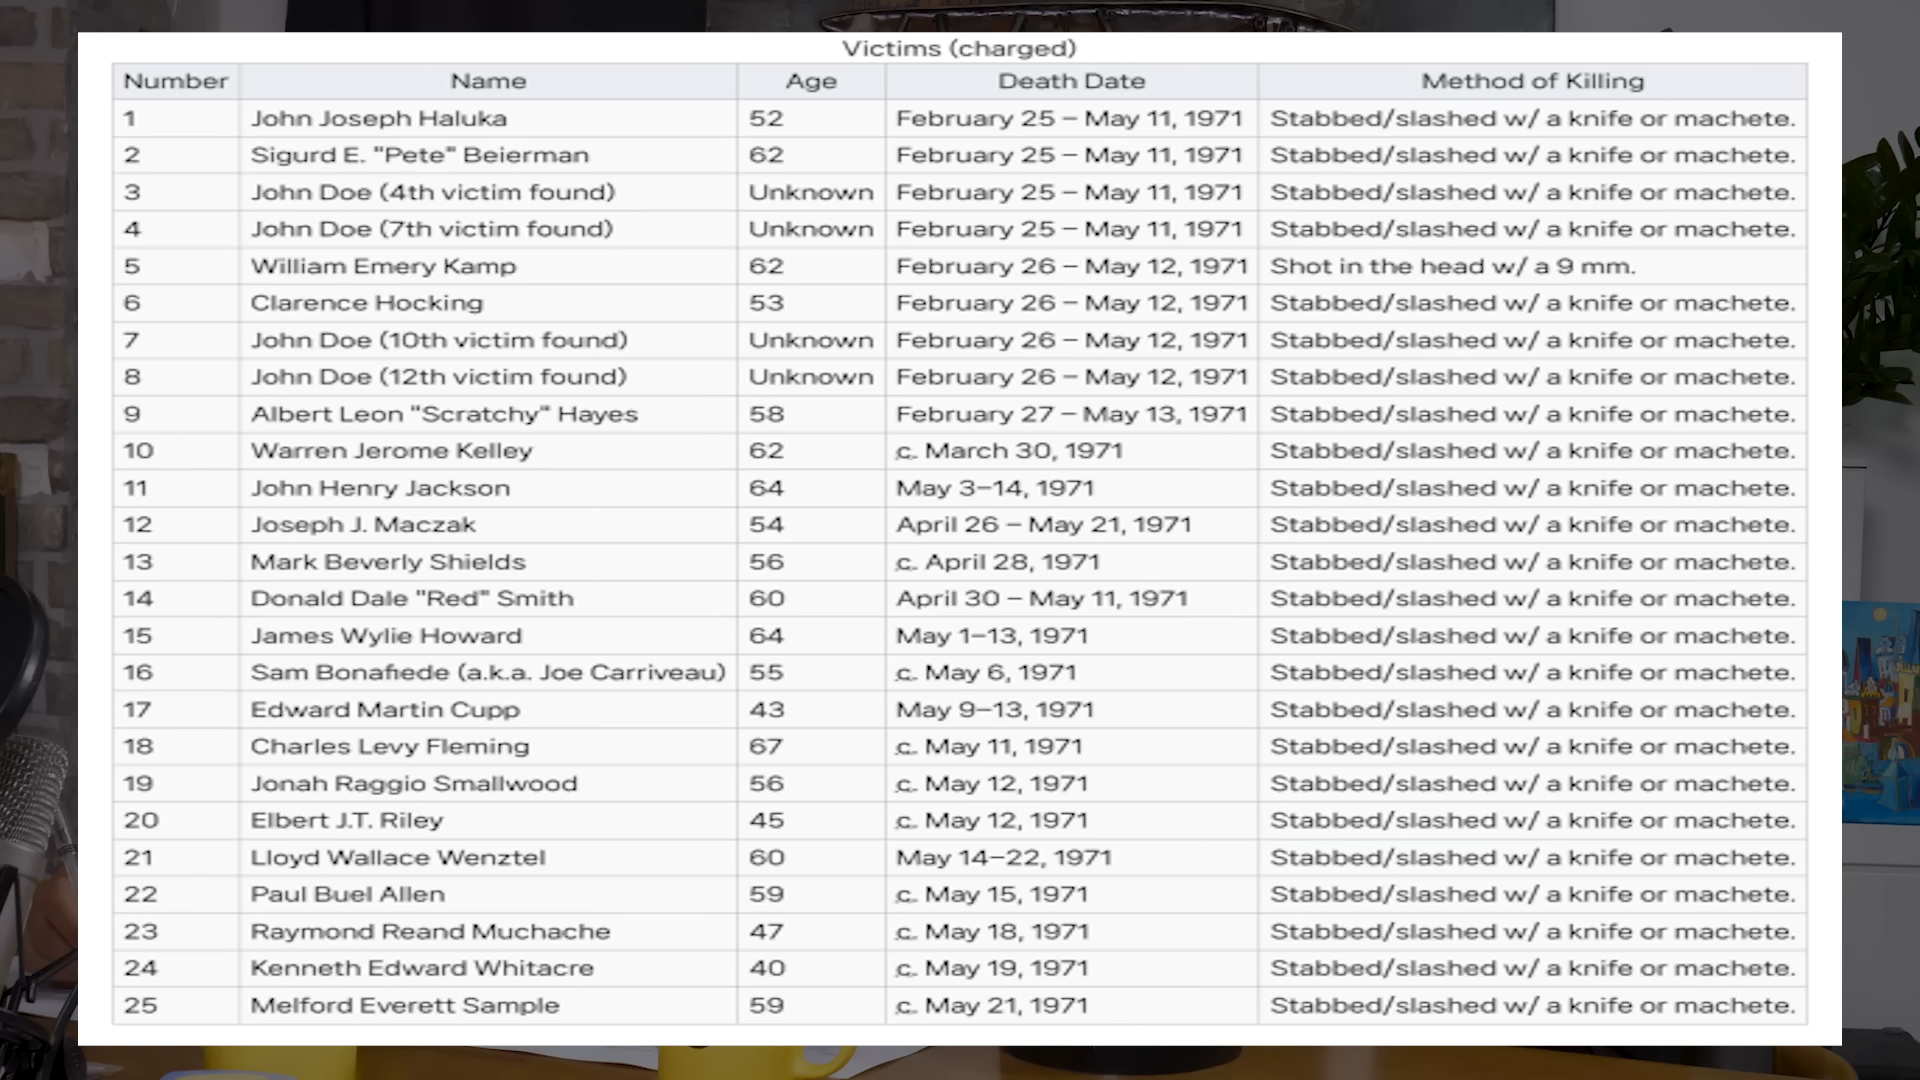 Victims (charged)
Number Name Age Death Date Method of Killing
1 John Joseph Haluka 52 February 25 – May 11, 1971 Stabbed/slashed w/ a knife or machete.
2 Sigurd E. "Pete" Beierman 62 February 25 – May 11, 1971 Stabbed/slashed w/ a knife or machete.
3 John Doe (4th victim found) Unknown February 25 – May 11, 1971 Stabbed/slashed w/ a knife or machete.
4 John Doe (7th victim found) Unknown February 25 – May 11, 1971 Stabbed/slashed w/ a knife or machete.
5 William Emery Kamp 62 February 26 – May 12, 1971 Shot in the head w/ a 9 mm.
6 Clarence Hocking 53 February 26 – May 12, 1971 Stabbed/slashed w/ a knife or machete.
7 John Doe (10th victim found) Unknown February 26 – May 12, 1971 Stabbed/slashed w/ a knife or machete.
8 John Doe (12th victim found) Unknown February 26 – May 12, 1971 Stabbed/slashed w/ a knife or machete.
9 Albert Leon "Scratchy" Hayes 58 February 27 – May 13, 1971 Stabbed/slashed w/ a knife or machete.
10 Warren Jerome Kelley 62 c. March 30, 1971 Stabbed/slashed w/ a knife or machete.
11 John Henry Jackson 64 May 3–14, 1971 Stabbed/slashed w/ a knife or machete.
12 Joseph J. Maczak 54 April 26 – May 21, 1971 Stabbed/slashed w/ a knife or machete.
13 Mark Beverly Shields 56 c. April 28, 1971 Stabbed/slashed w/ a knife or machete.
14 Donald Dale "Red" Smith 60 April 30 – May 11, 1971 Stabbed/slashed w/ a knife or machete.
15 James Wylie Howard 64 May 1–13, 1971 Stabbed/slashed w/ a knife or machete.
16 Sam Bonafiede (a.k.a. Joe Carriveau) 55 c. May 6, 1971 Stabbed/slashed w/ a knife or machete.
17 Edward Martin Cupp 43 May 9–13, 1971 Stabbed/slashed w/ a knife or machete.
18 Charles Levy Fleming 67 c. May 11, 1971 Stabbed/slashed w/ a knife or machete.
19 Jonah Raggio Smallwood 56 c. May 12, 1971 Stabbed/slashed w/ a knife or machete.
20 Elbert J.T. Riley 45 c. May 12, 1971 Stabbed/slashed w/ a knife or machete.
21 Lloyd Wallace Wenztel 60 May 14–22, 1971 Stabbed/slashed w/ a knife or machete.
22 Paul Buel Allen 59 c. May 15, 1971 Stabbed/slashed w/ a knife or machete.
23 Raymond Reand Muchache 47 c. May 18, 1971 Stabbed/slashed w/ a knife or machete.
24 Kenneth Edward Whitacre 40 c. May 19, 1971 Stabbed/slashed w/ a knife or machete.
25 Melford Everett Sample 59 c. May 21, 1971 Stabbed/slashed w/ a knife or machete.